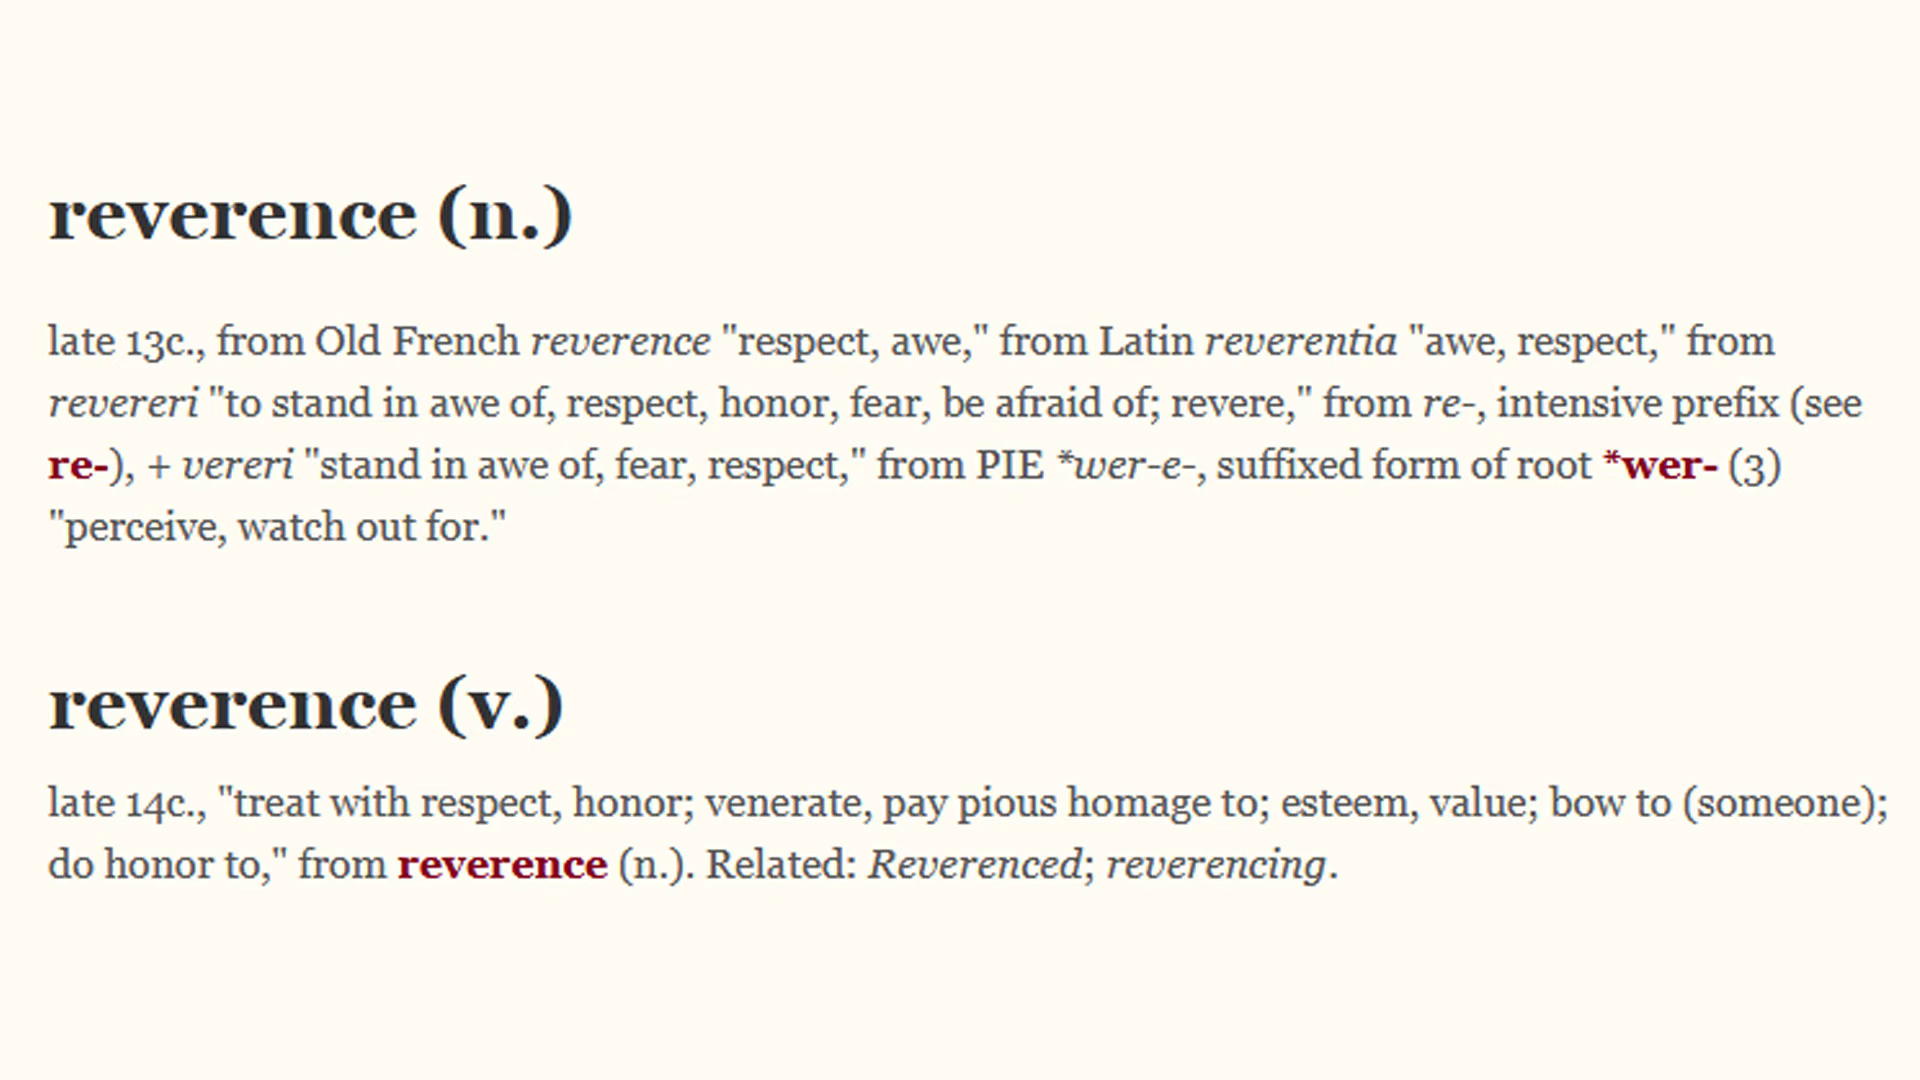 reverence (n.)
late 13c., from Old French reverence "respect, awe," from Latin reverentia "awe, respect," from
revereri "to stand in awe of, respect, honor, fear, be afraid of; revere," from re-, intensive prefix (see
re-), + vereri "stand in awe of, fear, respect," from PIE *wer-e-, suffixed form of root *wer- (3)
"perceive, watch out for."
reverence (v.)
late 14c., "treat with respect, honor; venerate, pay pious homage to; esteem, value; bow to (someone);
do honor to," from reverence (n.). Related: Reverenced; reverencing.